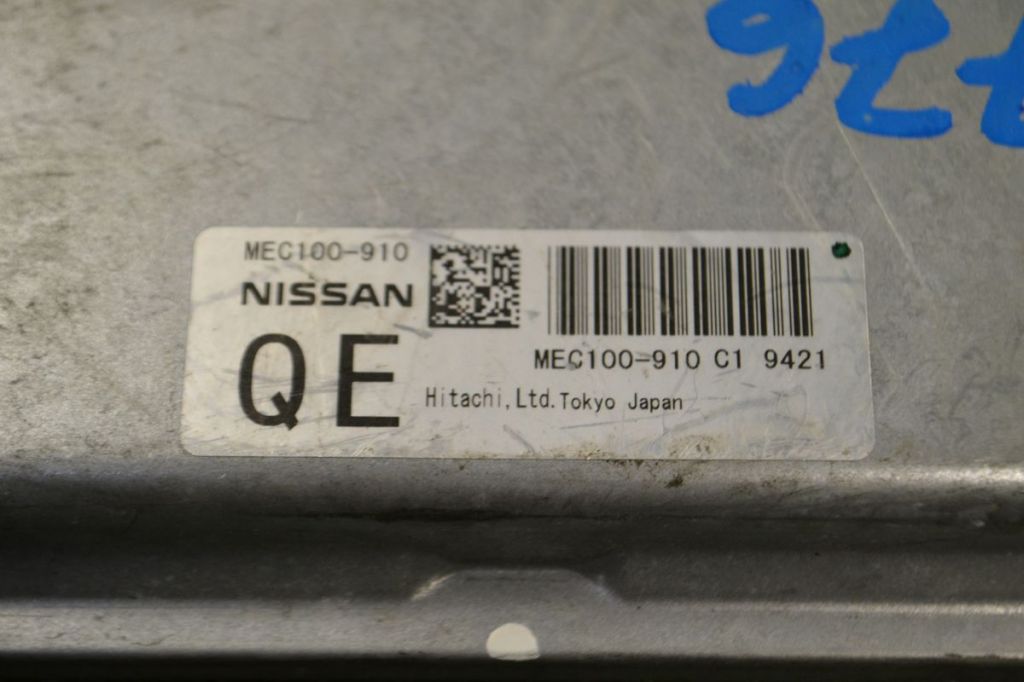 MEC100-910
NISSAN
QE
MEC100-910 C1 9421
Hitachi, Ltd. Tokyo Japan